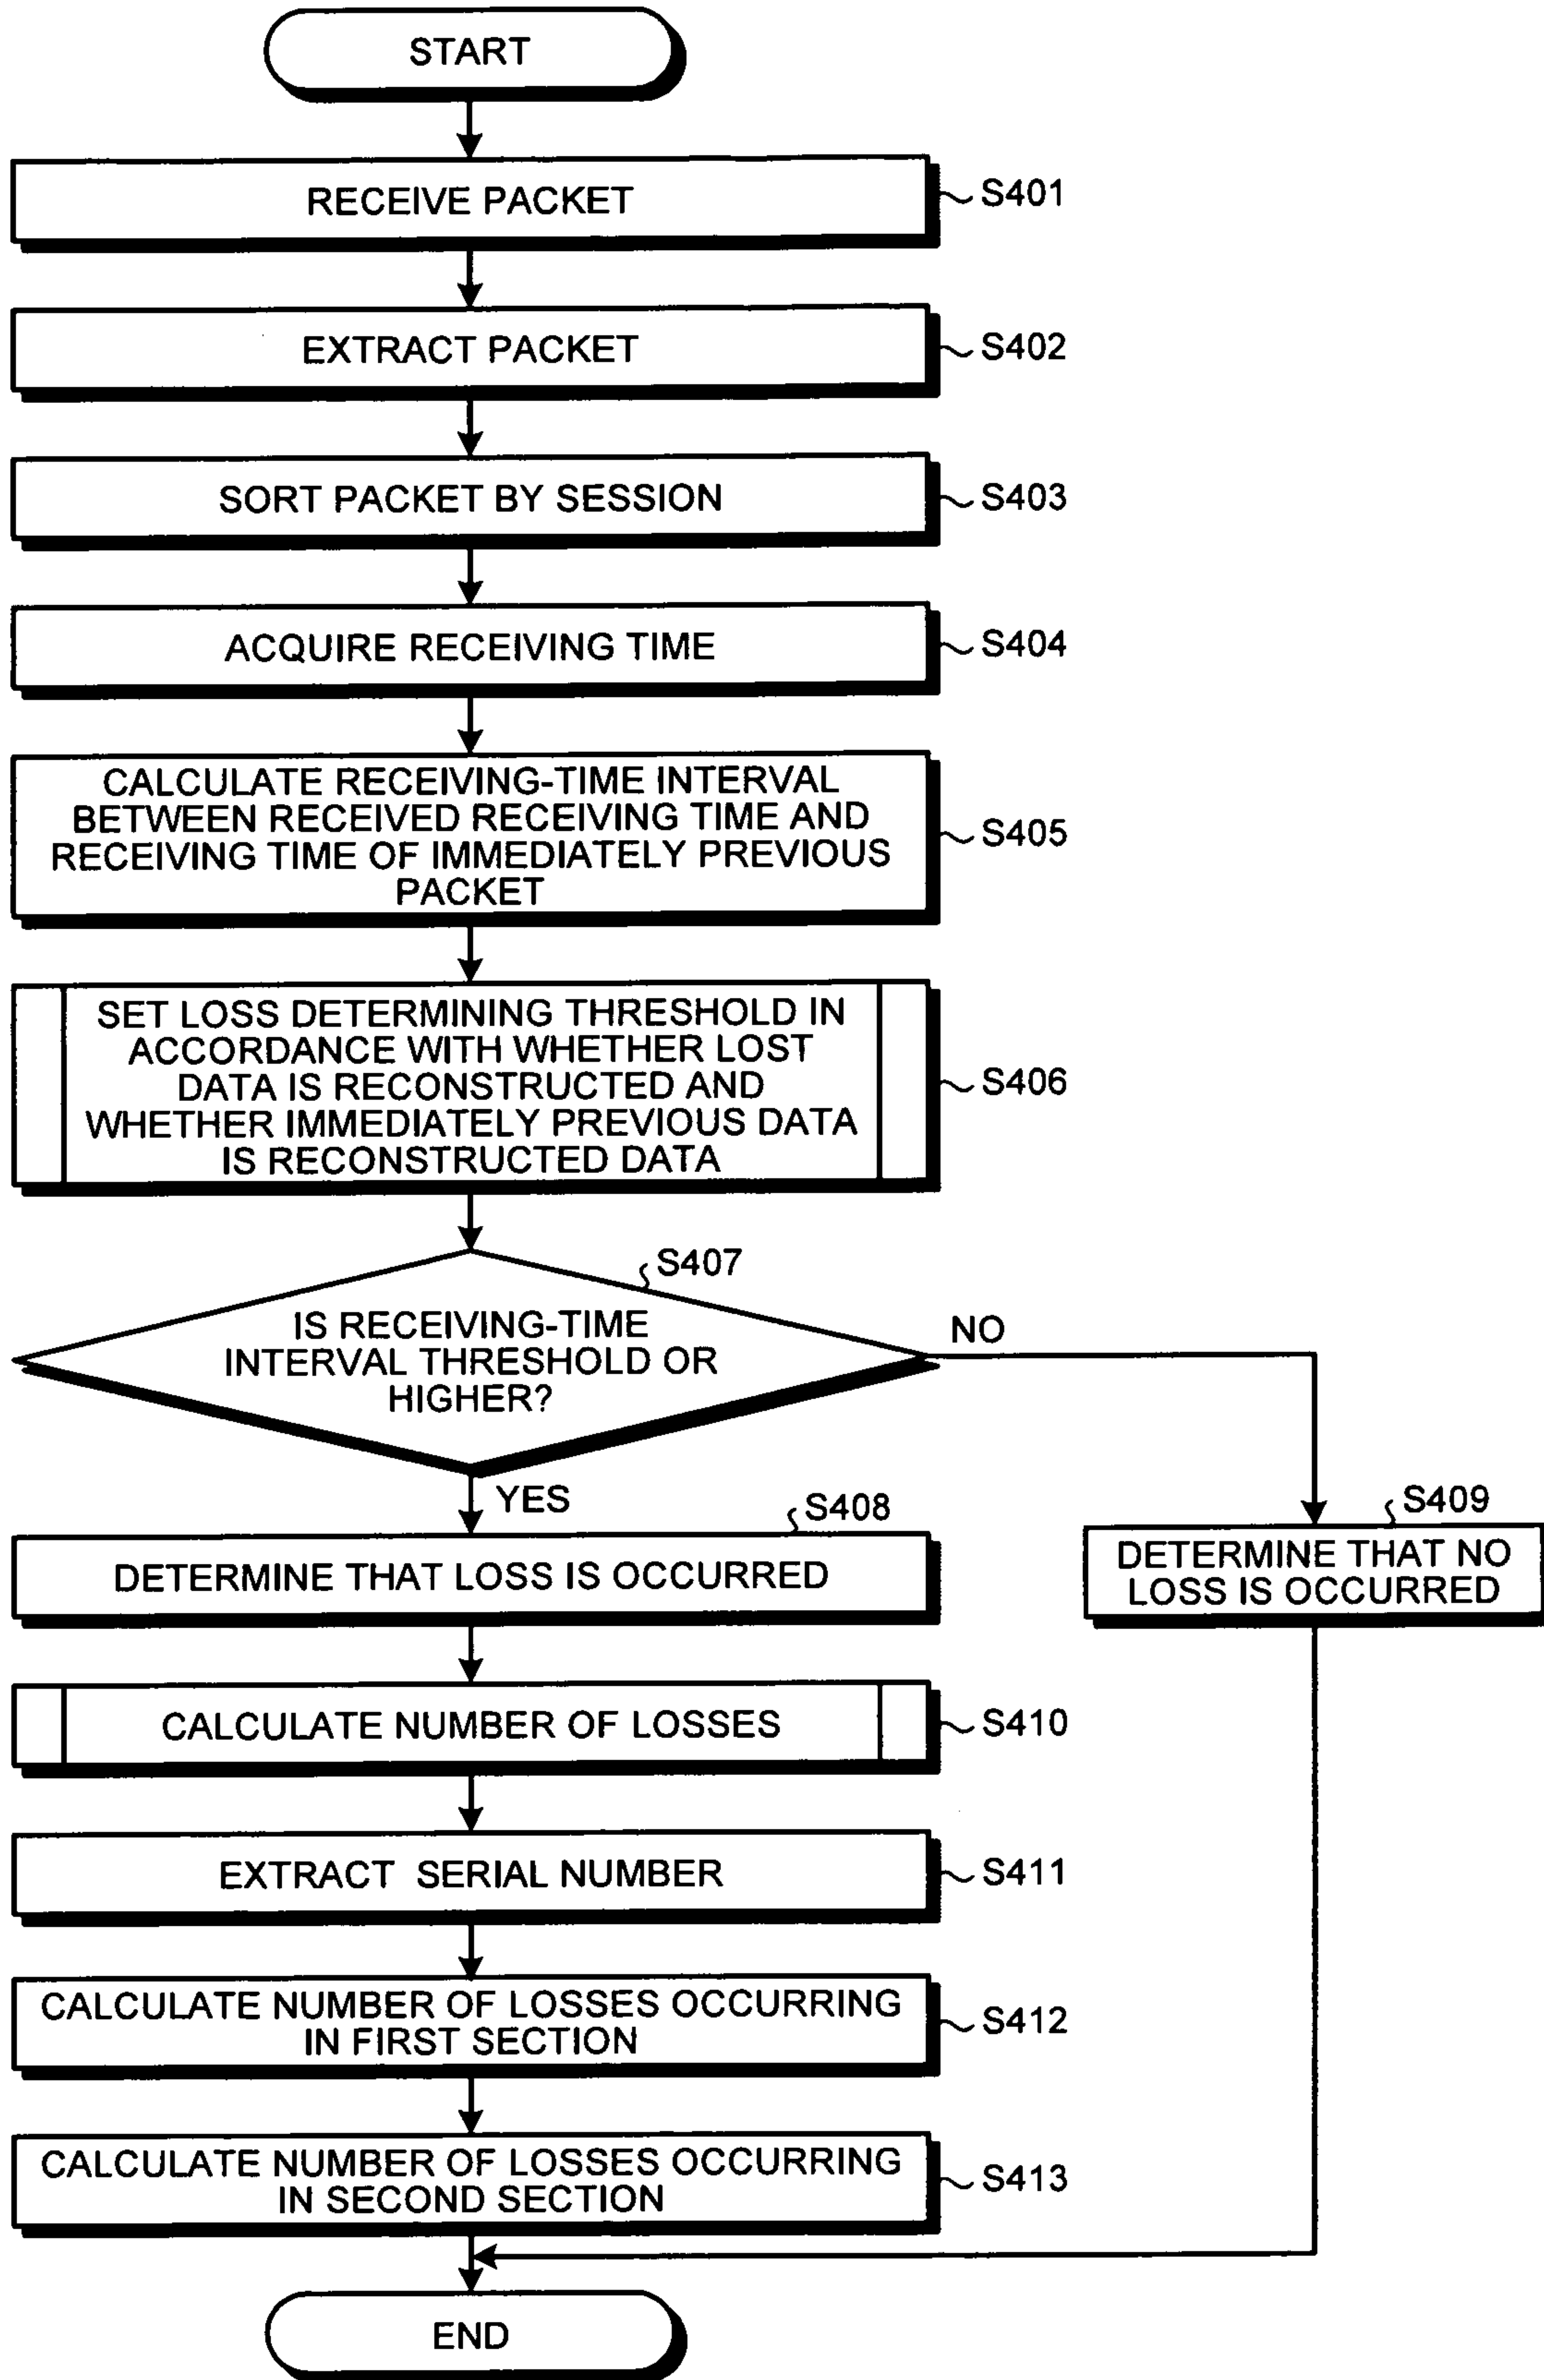 START
RECEIVE PACKET
S401
EXTRACT PACKET
S402
SORT PACKET BY SESSION
S403
ACQUIRE RECEIVING TIME
S404
CALCULATE RECEIVING-TIME INTERVAL
BETWEEN RECEIVED RECEIVING TIME AND
RECEIVING TIME OF IMMEDIATELY PREVIOUS
PACKET
S405
SET LOSS DETERMINING THRESHOLD IN
ACCORDANCE WITH WHETHER LOST
DATA IS RECONSTRUCTED AND
WHETHER IMMEDIATELY PREVIOUS DATA
IS RECONSTRUCTED DATA
S406
S407
IS RECEIVING-TIME
INTERVAL THRESHOLD OR
HIGHER?
NO
YES
S408
DETERMINE THAT LOSS IS OCCURRED
S409
DETERMINE THAT NO
LOSS IS OCCURRED
CALCULATE NUMBER OF LOSSES
S410
EXTRACT SERIAL NUMBER
S411
CALCULATE NUMBER OF LOSSES OCCURRING
IN FIRST SECTION
S412
CALCULATE NUMBER OF LOSSES OCCURRING
IN SECOND SECTION
S413
END